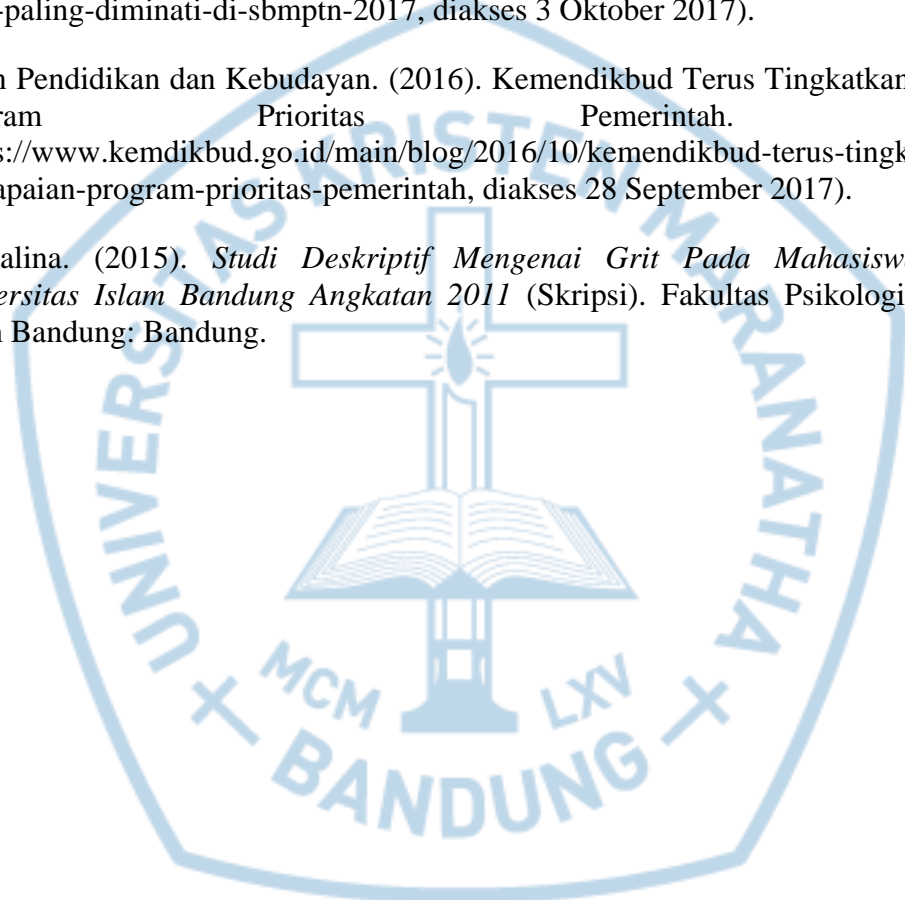 -paling-diminati-di-sbmptn-2017, diakses 3 Oktober 2017).
n Pendidikan dan Kebudayan. (2016). Kemendikbud Terus Tingkatkan
ram Prioritas Pemerintah.
s://www.kemdikbud.go.id/main/blog/2016/10/kemendikbud-terus-tingk
apaian-program-prioritas-pemerintah, diakses 28 September 2017).
alina. (2015). Studi Deskriptif Mengenai Grit Pada Mahasisw
ersitas Islam Bandung Angkatan 2011 (Skripsi). Fakultas Psikologi
n Bandung: Bandung.
UNIVERSITAS KRISTEN MARANATHA
MCM LXV
BANDUNG